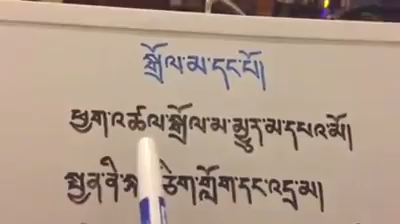 སྒྲོལ་མ་དང་པོ།
ཕྱག་འཚལ་སྒྲོལ་མ་མྱུར་མ་དཔའ་མོ།
སྤྱན་ནི་ ཅིག་གློག་དང་འདྲ་མ།